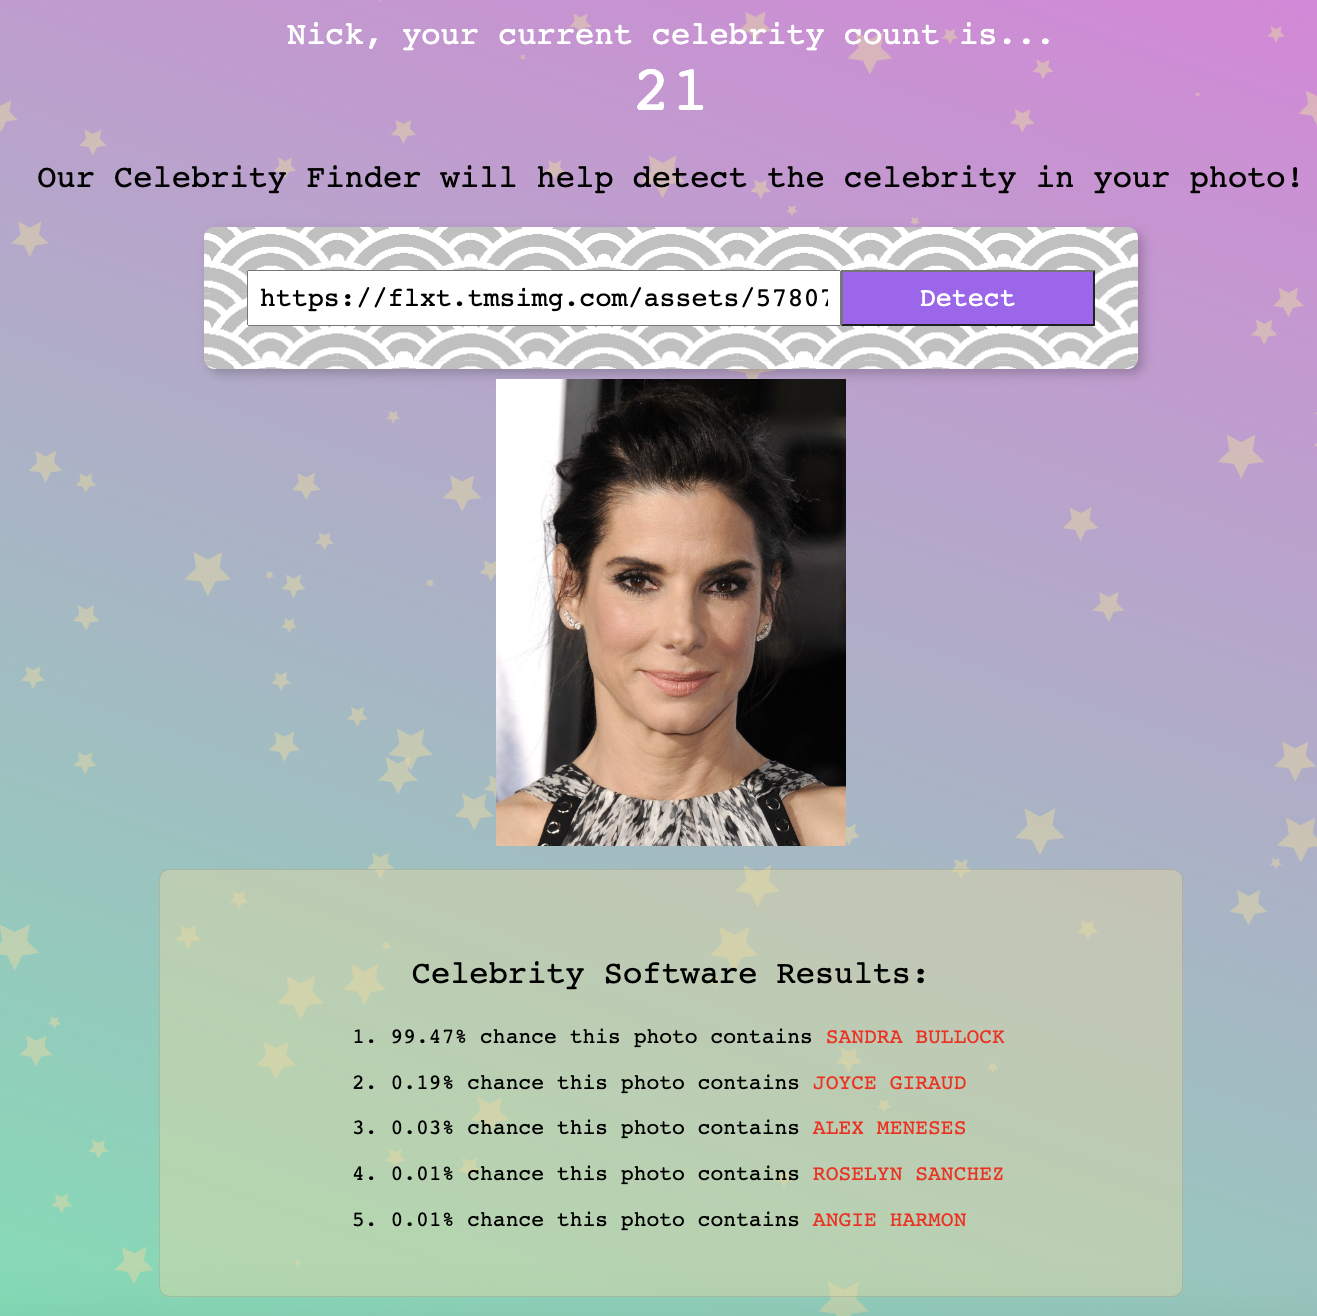 Nick, your current celebrity count is...
21
Our Celebrity Finder will help detect the celebrity in your photo!
https://flxt.tmsimg.com/assets/57807 Detect
Celebrity Software Results:
1. 99.47% chance this photo contains SANDRA BULLOCK
2. 0.19% chance this photo contains JOYCE GIRAUD
3. 0.03% chance this photo contains ALEX MENESES
4. 0.01% chance this photo contains ROSELYN SANCHEZ
5. 0.01% chance this photo contains ANGIE HARMON